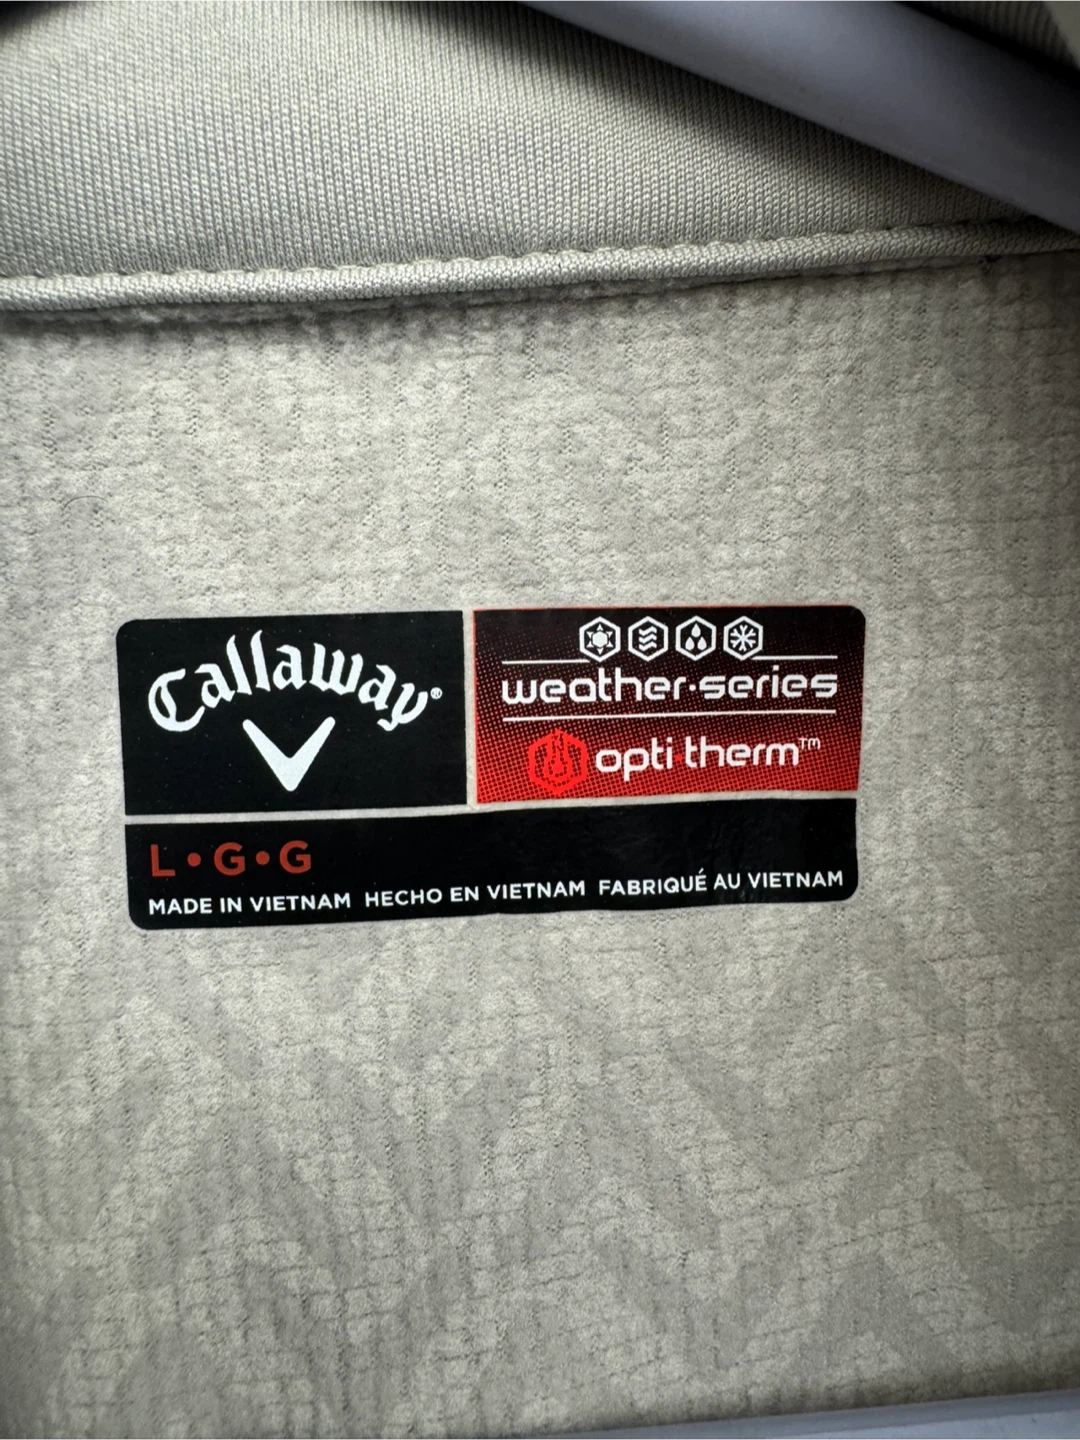 Callaway®
weather·series
opti·therm™
L•G•G
MADE IN VIETNAM HECHO EN VIETNAM FABRIQUÉ AU VIETNAM